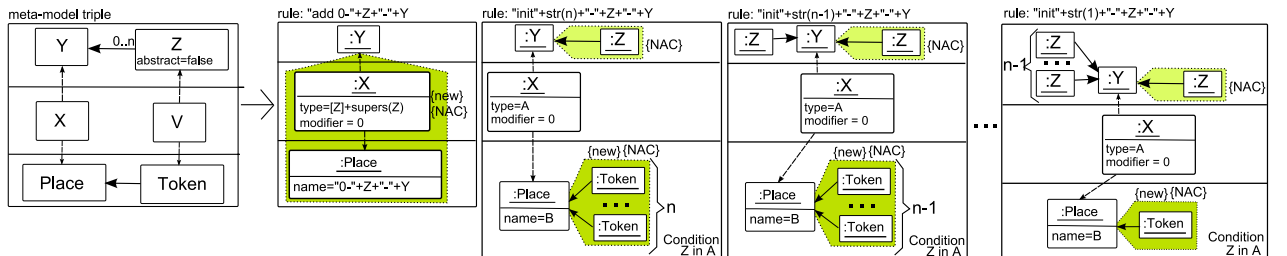 meta-model triple
Y
0..n
Z
abstract=false
X
V
Place
Token
rule: "add 0-"+Z+"-"+Y
:Y
:X
type=[Z]+supers(Z)
modifier = 0
{new}
{NAC}
:Place
name="0-"+Z+"-"+Y
rule: "init"+str(n)+"-"+Z+"-"+Y
:Y
:Z
{NAC}
:X
type=A
modifier = 0
{new} {NAC}
:Place
name=B
:Token
:Token
n
Condition
Z in A
rule: "init"+str(n-1)+"-"+Z+"-"+Y
:Z
:Y
:Z
{NAC}
:X
type=A
modifier = 0
{new} {NAC}
:Place
name=B
:Token
:Token
n-1
Condition
Z in A
rule: "init"+str(1)+"-"+Z+"-"+Y
n-1
:Z
:Z
:Y
:Z
{NAC}
:X
type=A
modifier = 0
{new} {NAC}
:Place
name=B
:Token
Condition
Z in A